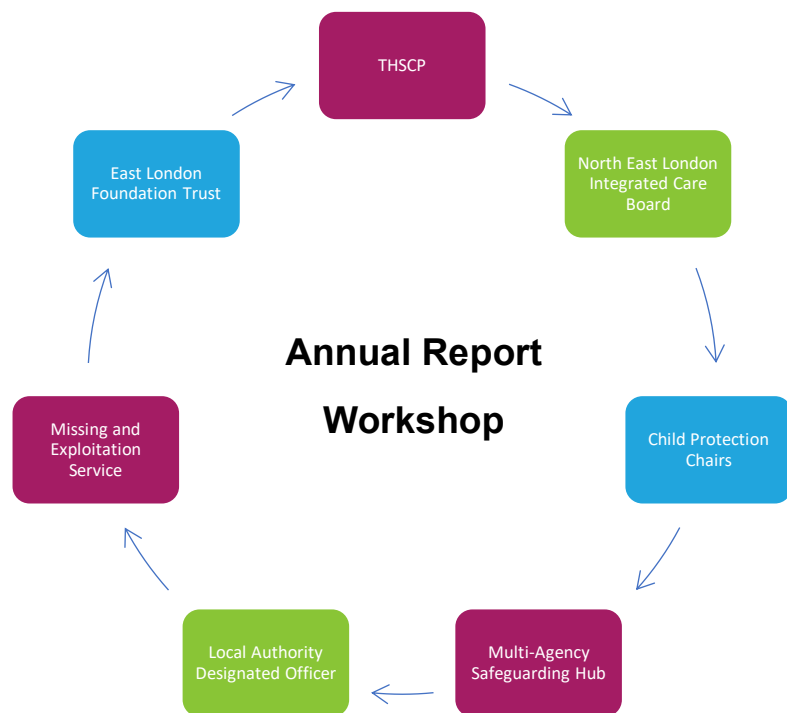 THSCP
North East London
Integrated Care
Board
Child Protection
Chairs
Multi-Agency
Safeguarding Hub
Local Authority
Designated Officer
Missing and
Exploitation
Service
East London
Foundation Trust
Annual Report
Workshop